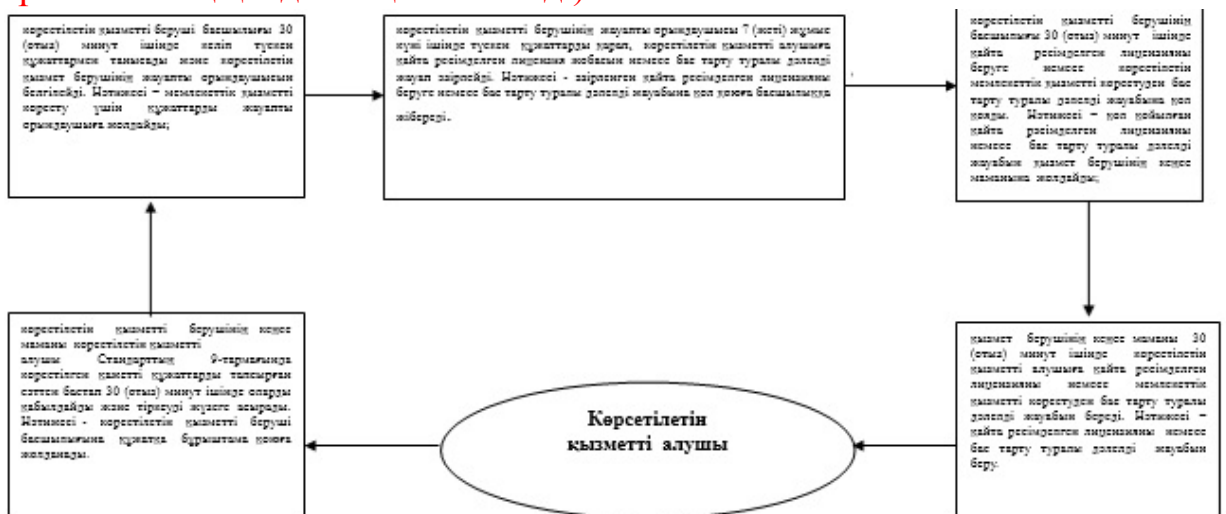 көрсетілетін қызметті беруші басшылығы 30
(отыз) минут ішінде келіп түскен
құжаттармен танысады және көрсетілетін
қызмет берушінің жауапты орындаушысын
белгілейді. Нәтижесі – мемлекеттік қызметті
көрсету үшін құжаттарды жауапты
орындаушыға жолдайды;
көрсетілетін қызметті берушінің жауапты орындаушысы 7 (жеті) жұмыс
күні ішінде түскен құжаттарды қарап, көрсетілетін қызметті алушыға
қайта ресімделген лицензия жобасын немесе бас тарту туралы дәлелді
жауап әзірлейді. Нәтижесі - әзірленген қайта ресімделген лицензияны
беруге немесе бас тарту туралы дәлелді жауабына қол қоюға басшылыққа
жібереді.
көрсетілетін қызметті берушінің
басшылығы 30 (отыз) минут ішінде
қайта ресімделген лицензияны
беруге немесе көрсетілетін
мемлекеттік қызметті көрсетуден бас
тарту туралы дәлелді жауабына қол
қояды. Нәтижесі – қол қойылған
қайта рәсімделген лицензияны
немесе бас тарту туралы дәлелді
жауабын қызмет берушінің кеңсе
маманына жолдайды;
көрсетілетін қызметті берушінің кеңсе
маманы көрсетілетін қызметті
алушы Стандарттың 9-тармағында
көрсетілген қажетті құжаттарды тапсырған
сәттен бастап 30 (отыз) минут ішінде оларды
қабылдайды және тіркеуді жүзеге асырады.
Нәтижесі - көрсетілетін қызметті беруші
басшылығына құжатқа бұрыштама қоюға
жолданады.
Көрсетілетін
қызметті алушы
қызмет берушінің кеңсе маманы 30
(отыз) минут ішінде көрсетілетін
қызметті алушыға қайта ресімделген
лицензияны немесе мемлекеттік
қызметті көрсетуден бас тарту туралы
дәлелді жауабын береді. Нәтижесі –
қайта ресімделген лицензияны немесе
бас тарту туралы дәлелді жауабын
беру.